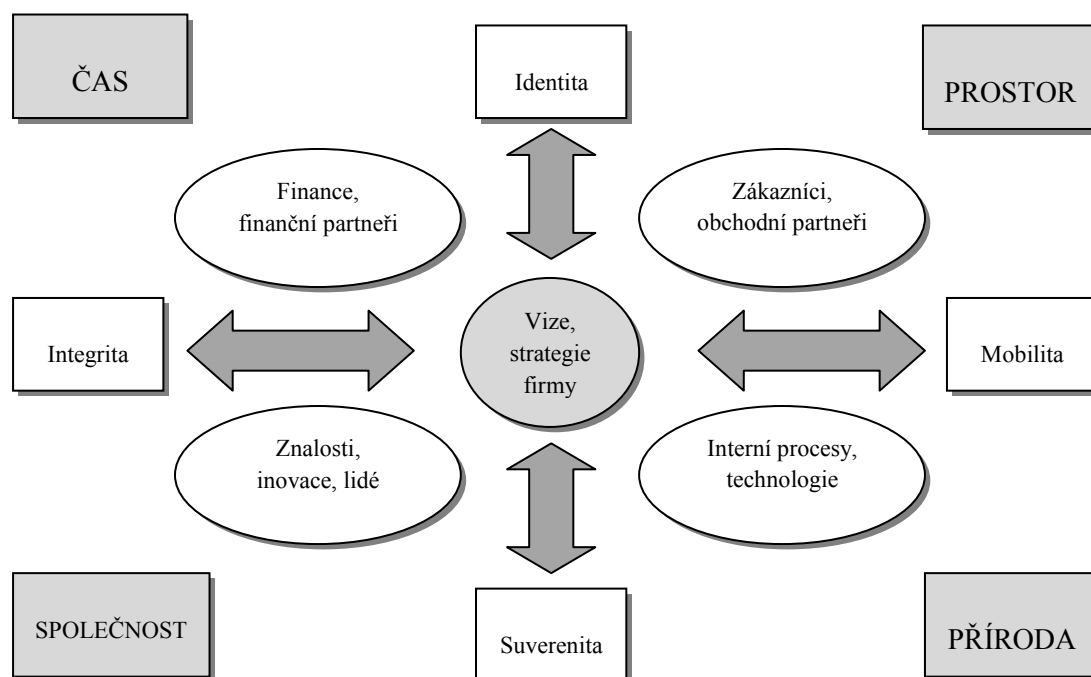 ČAS
Identita
PROSTOR
Finance,
finanční partneři
Zákazníci,
obchodní partneři
Integrita
Vize,
strategie
firmy
Mobilita
Znalosti,
inovace, lidé
Interní procesy,
technologie
SPOLEČNOST
Suverenita
PŘÍRODA